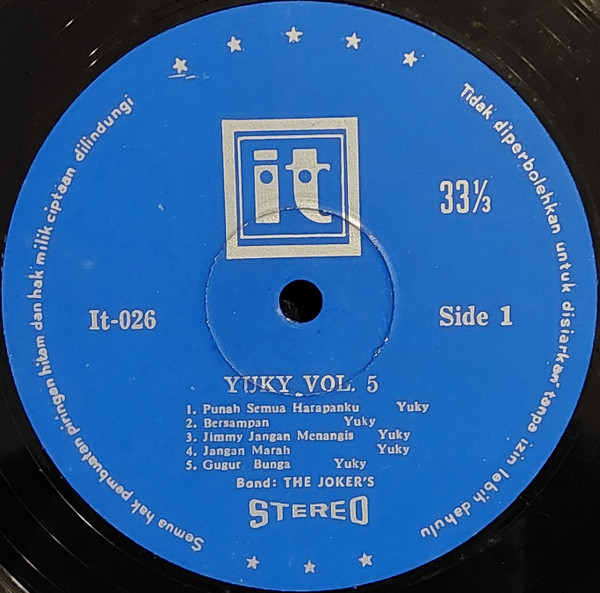 Semua hak pembuatan piringan hitam dan hak milik ciptaan dilindungi
Tidak diperbolehkan untuk disiarkan tanpa izin lebih dahulu
it
33⅓
It-026
Side 1
YUKY VOL. 5
1. Punah Semua Harapanku Yuky
2. Bersampan Yuky
3. Jimmy Jangan Menangis Yuky
4. Jangan Marah Yuky
5. Gugur Bunga Yuky
Band: THE JOKER'S
STEREO